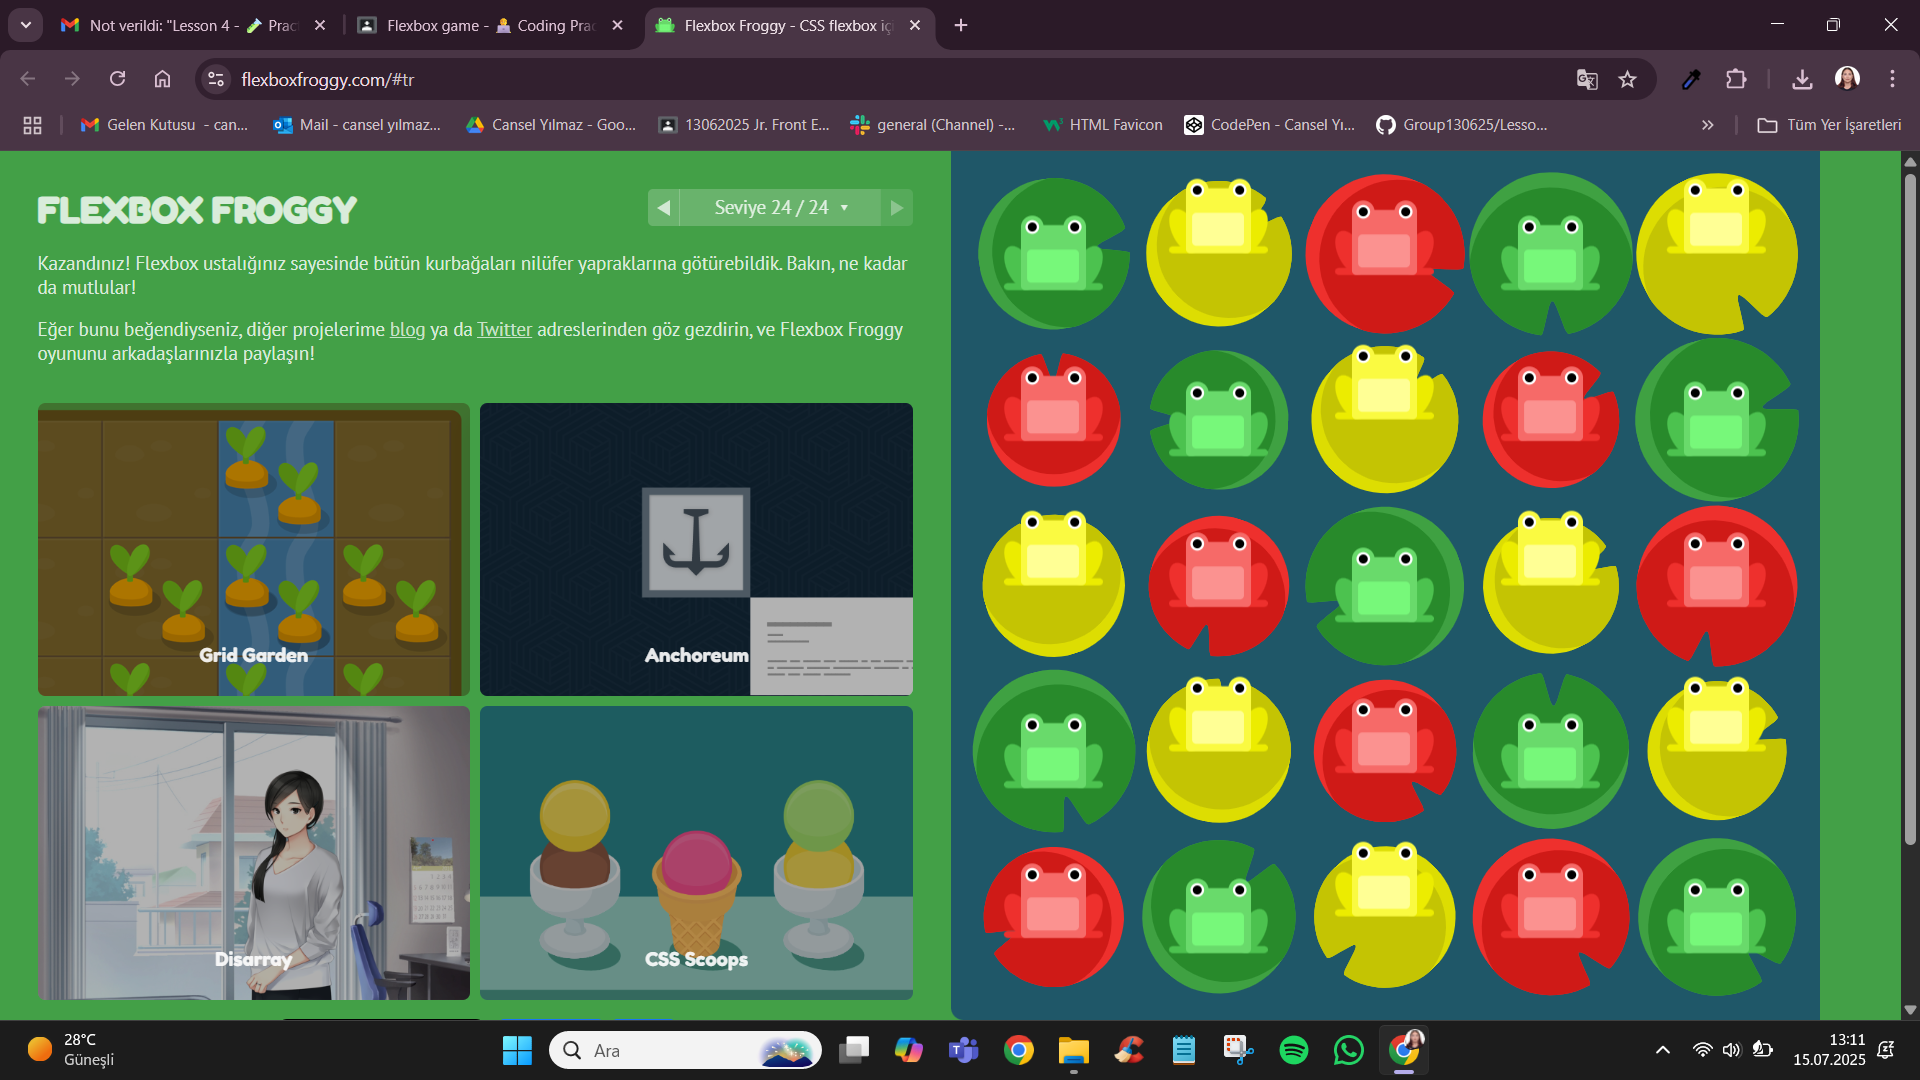 Not verildi: "Lesson 4 - Prac
Flexbox game - Coding Prac
Flexbox Froggy - CSS flexbox içi
flexboxfroggy.com/#tr
Gelen Kutusu - can...
Mail - cansel yılmaz...
Cansel Yılmaz - Goo...
13062025 Jr. Front E...
general (Channel) -...
HTML Favicon
CodePen - Cansel Yı...
Group130625/Lesso...
Tüm Yer İşaretleri
FLEXBOX FROGGY
Seviye 24 / 24
Kazandınız! Flexbox ustalığınız sayesinde bütün kurbağaları nilüfer yapraklarına götürebildik. Bakın, ne kadar
da mutlular!
Eğer bunu beğendiyseniz, diğer projelerime blog ya da Twitter adreslerinden göz gezdirin, ve Flexbox Froggy
oyununu arkadaşlarınızla paylaşın!
Grid Garden
Anchoreum
Disarray
CSS Scoops
28°C
Güneşli
Ara
13:11
15.07.2025